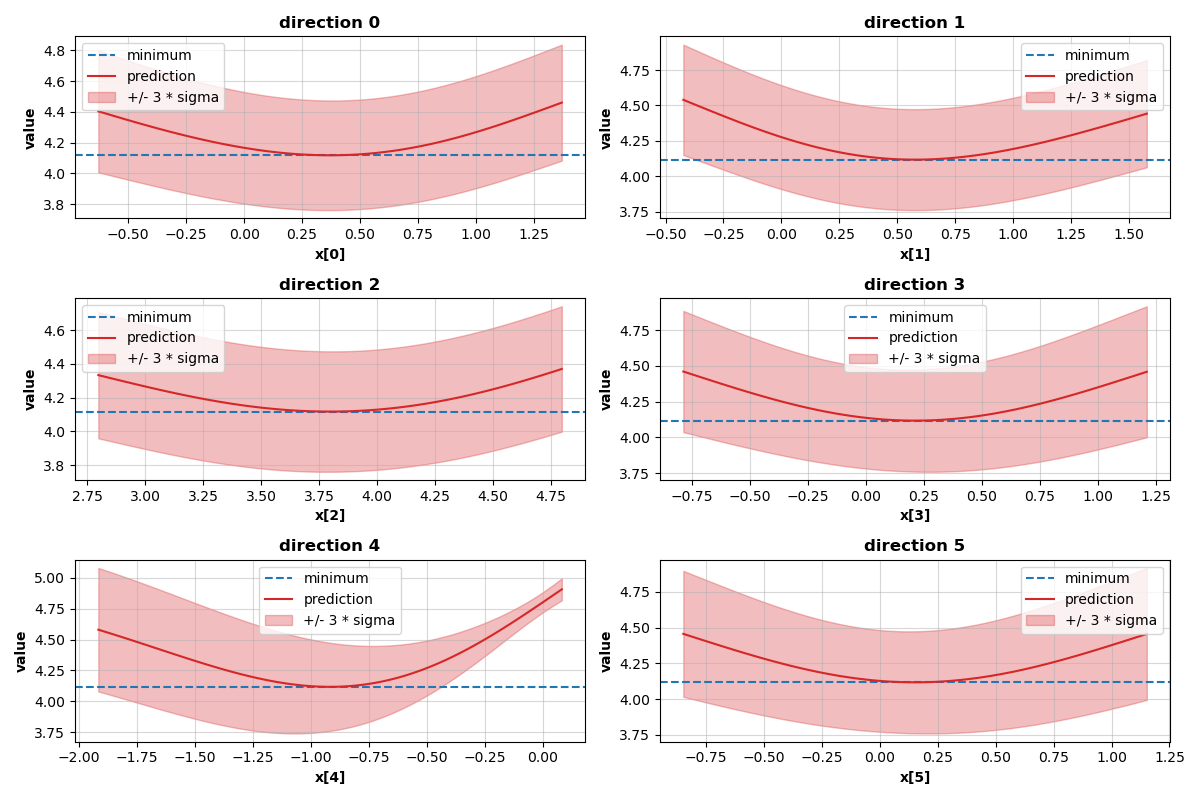 direction 0
4.8
4.6
4.4
4.2
4.0
3.8
value
minimum
prediction
+/- 3 * sigma
−0.50 −0.25 0.00 0.25 0.50 0.75 1.00 1.25
x[0]
direction 1
4.75
4.50
4.25
4.00
3.75
value
minimum
prediction
+/- 3 * sigma
−0.50 −0.25 0.00 0.25 0.50 0.75 1.00 1.25 1.50
x[1]
direction 2
4.6
4.4
4.2
4.0
3.8
value
minimum
prediction
+/- 3 * sigma
2.75 3.00 3.25 3.50 3.75 4.00 4.25 4.50 4.75
x[2]
direction 3
4.75
4.50
4.25
4.00
3.75
value
minimum
prediction
+/- 3 * sigma
−0.75 −0.50 −0.25 0.00 0.25 0.50 0.75 1.00 1.25
x[3]
direction 4
5.00
4.75
4.50
4.25
4.00
3.75
value
minimum
prediction
+/- 3 * sigma
−2.00 −1.75 −1.50 −1.25 −1.00 −0.75 −0.50 −0.25 0.00
x[4]
direction 5
4.75
4.50
4.25
4.00
3.75
value
minimum
prediction
+/- 3 * sigma
−0.75 −0.50 −0.25 0.00 0.25 0.50 0.75 1.00 1.25
x[5]